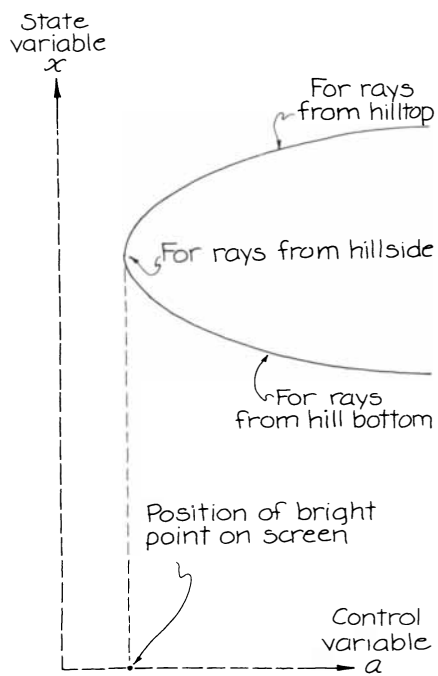 State
variable
x
For rays
from hilltop
For rays from hillside
For rays
from hill bottom
Position of bright
point on screen
Control
variable
a